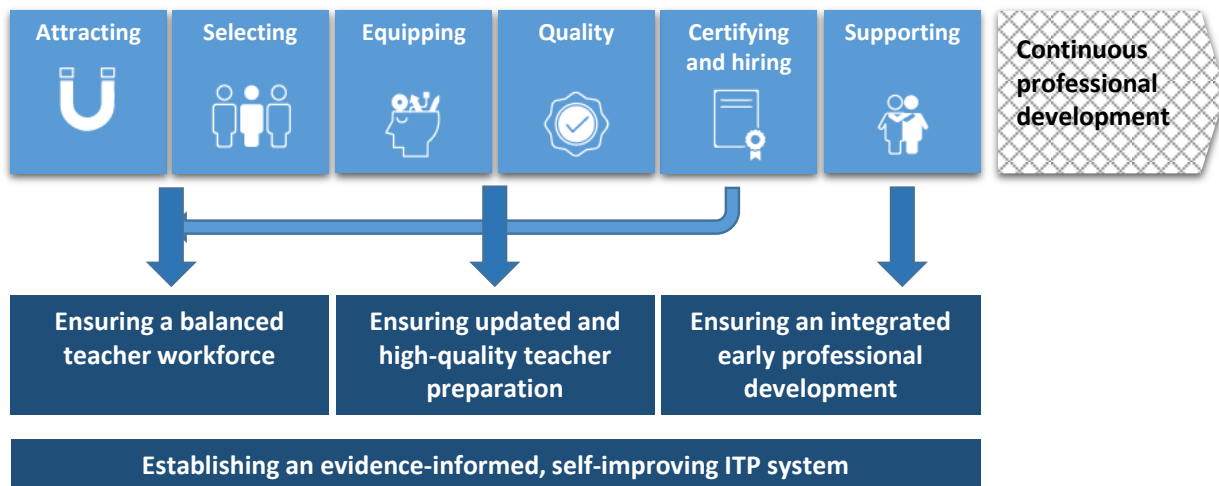 Attracting
Selecting
Equipping
Quality
Certifying
and hiring
Supporting
Continuous
professional
development
Ensuring a balanced
teacher workforce
Ensuring updated and
high-quality teacher
preparation
Ensuring an integrated
early professional
development
Establishing an evidence-informed, self-improving ITP system